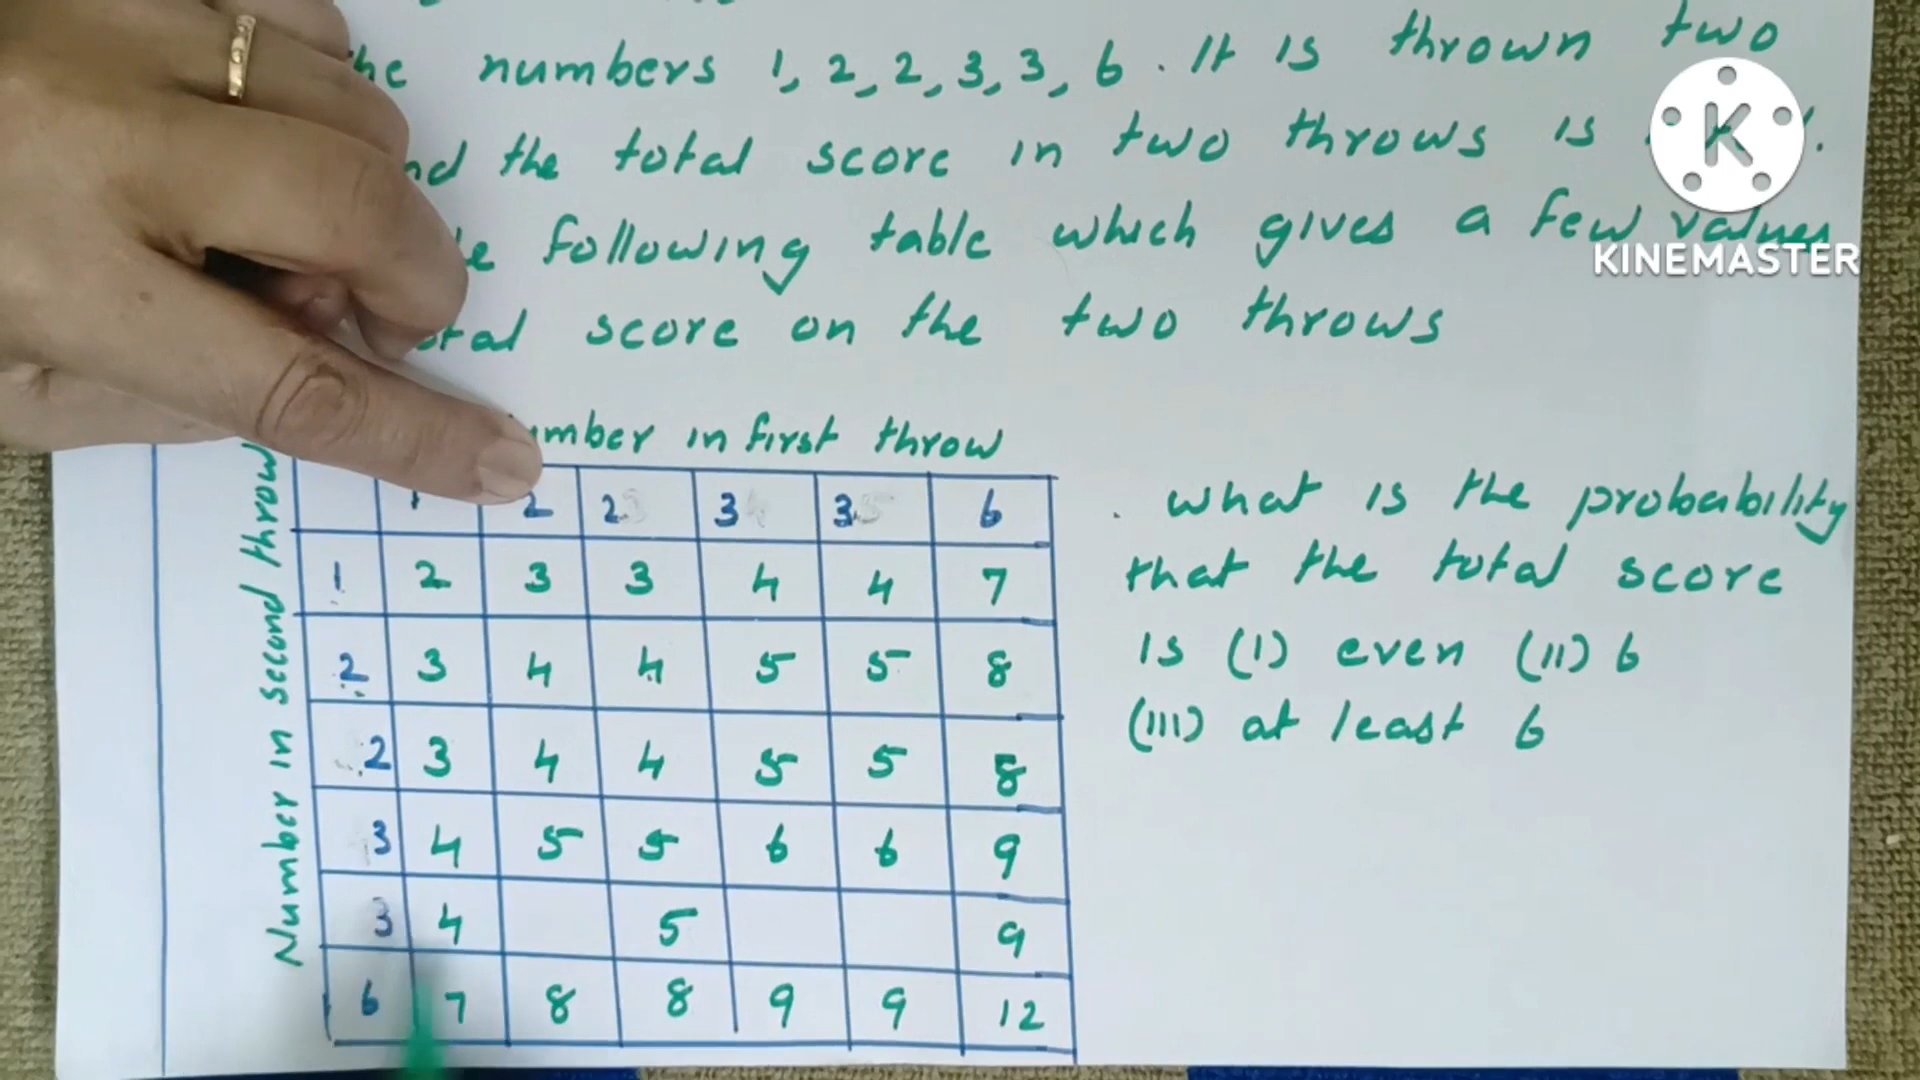 the numbers 1, 2, 2, 3, 3, 6. It is thrown two
and the total score in two throws is
following table which gives a few values
total score on the two throws
KINEMASTER
number in first throw
Number in second throw
1 2 2 3 3 6
1 2 3 3 4 4 7
2 3 4 4 5 5 8
2 3 4 4 5 5 8
3 4 5 5 6 6 9
3 4 5 9
6 7 8 8 9 9 12
what is the probability
that the total score
is (i) even (ii) 6
(iii) at least 6